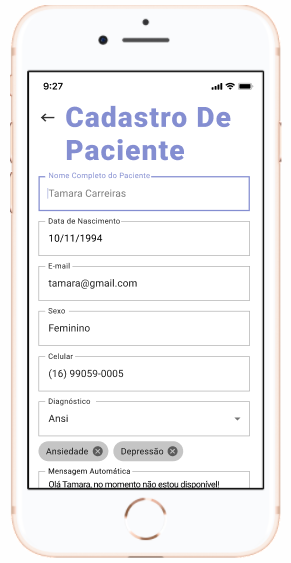 9:27
Cadastro De
Paciente
Nome Completo do Paciente
Tamara Carreiras
Data de Nascimento
10/11/1994
E-mail
tamara@gmail.com
Sexo
Feminino
Celular
(16) 99059-0005
Diagnóstico
Ansi
Ansiedade
Depressão
Mensagem Automática
Olá Tamara, no momento não estou disponível!